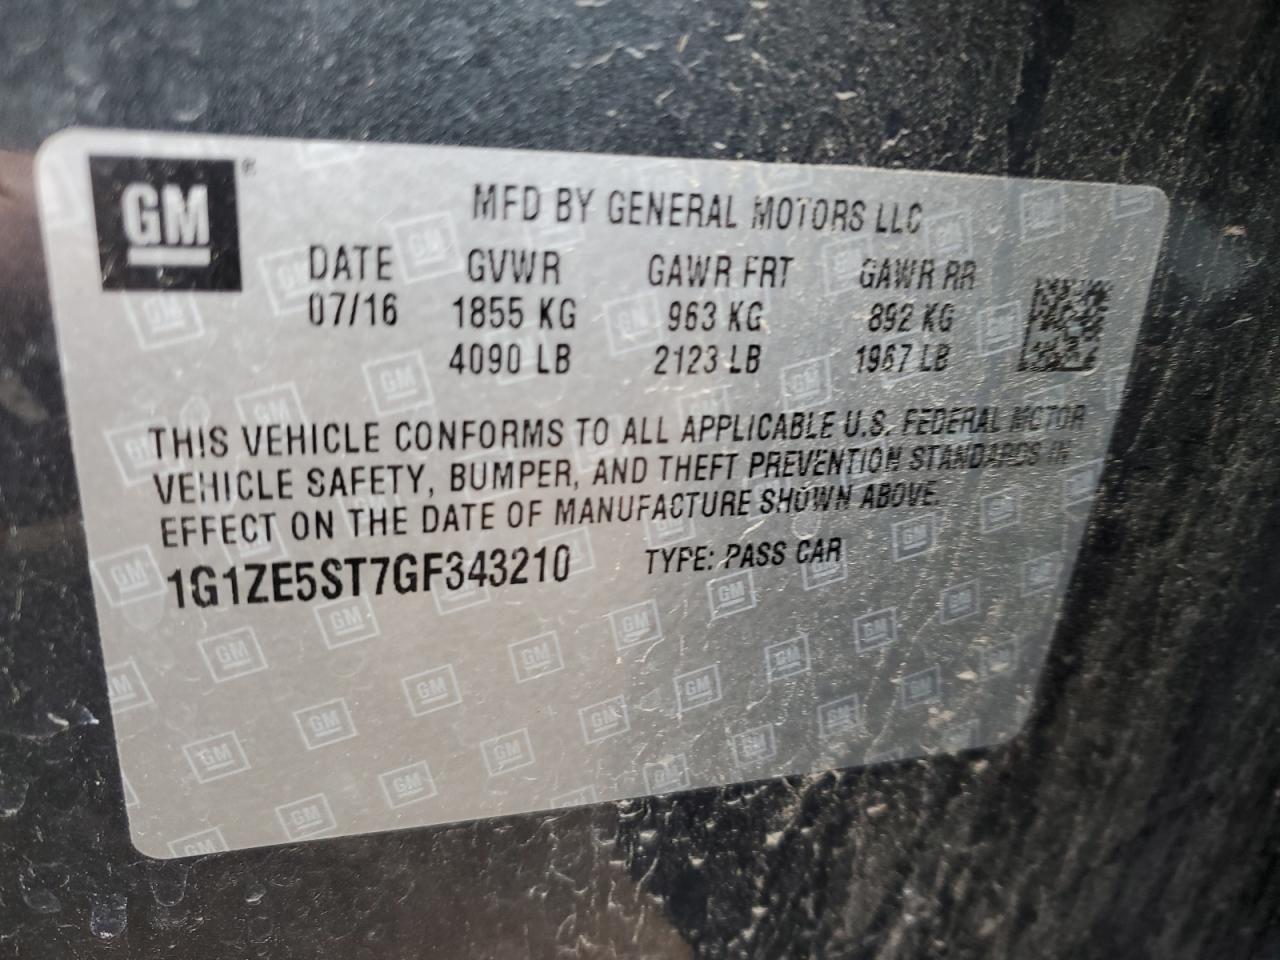 GM
MFD BY GENERAL MOTORS LLC
DATE GVWR GAWR FRT GAWR RR
07/16 1855 KG 963 KG 892 KG
4090 LB 2123 LB 1967 LB
THIS VEHICLE CONFORMS TO ALL APPLICABLE U.S. FEDERAL MOTOR
VEHICLE SAFETY, BUMPER, AND THEFT PREVENTION STANDARDS IN
EFFECT ON THE DATE OF MANUFACTURE SHOWN ABOVE.
1G1ZE5ST7GF343210 TYPE: PASS CAR